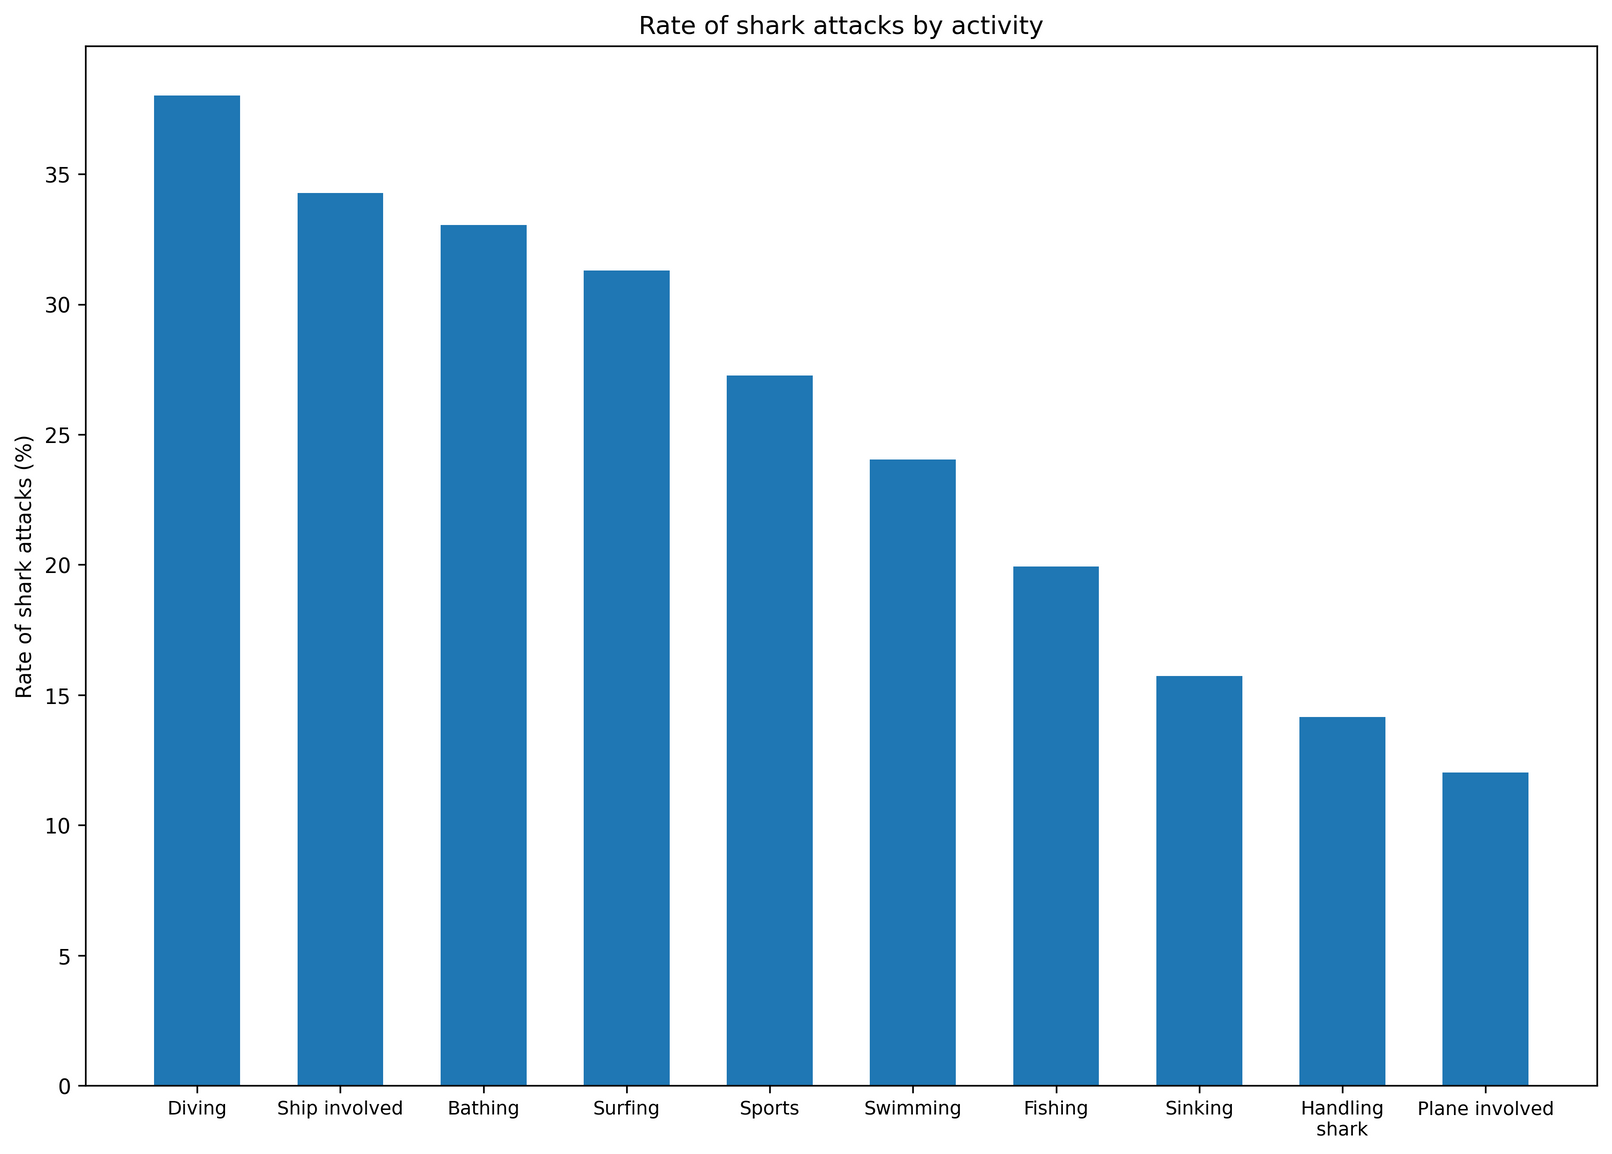 Rate of shark attacks by activity
Rate of shark attacks (%)
35
30
25
20
15
10
5
0
Diving
Ship involved
Bathing
Surfing
Sports
Swimming
Fishing
Sinking
Handling
shark
Plane involved